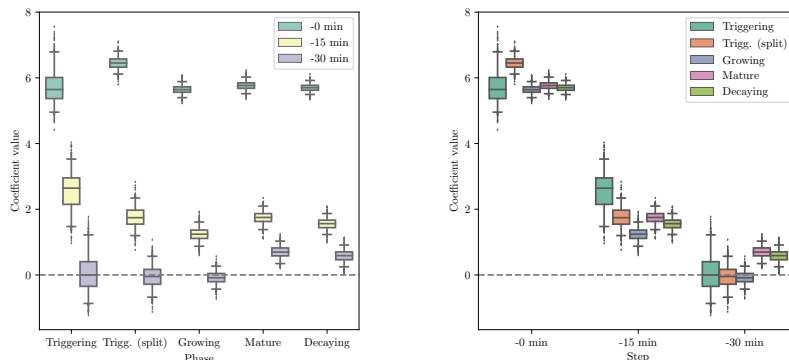 8
6
4
2
0
Coefficient value
-0 min
-15 min
-30 min
Triggering Trigg. (split) Growing Mature Decaying
Phase
8
6
4
2
0
Coefficient value
Triggering
Trigg. (split)
Growing
Mature
Decaying
-0 min -15 min -30 min
Step